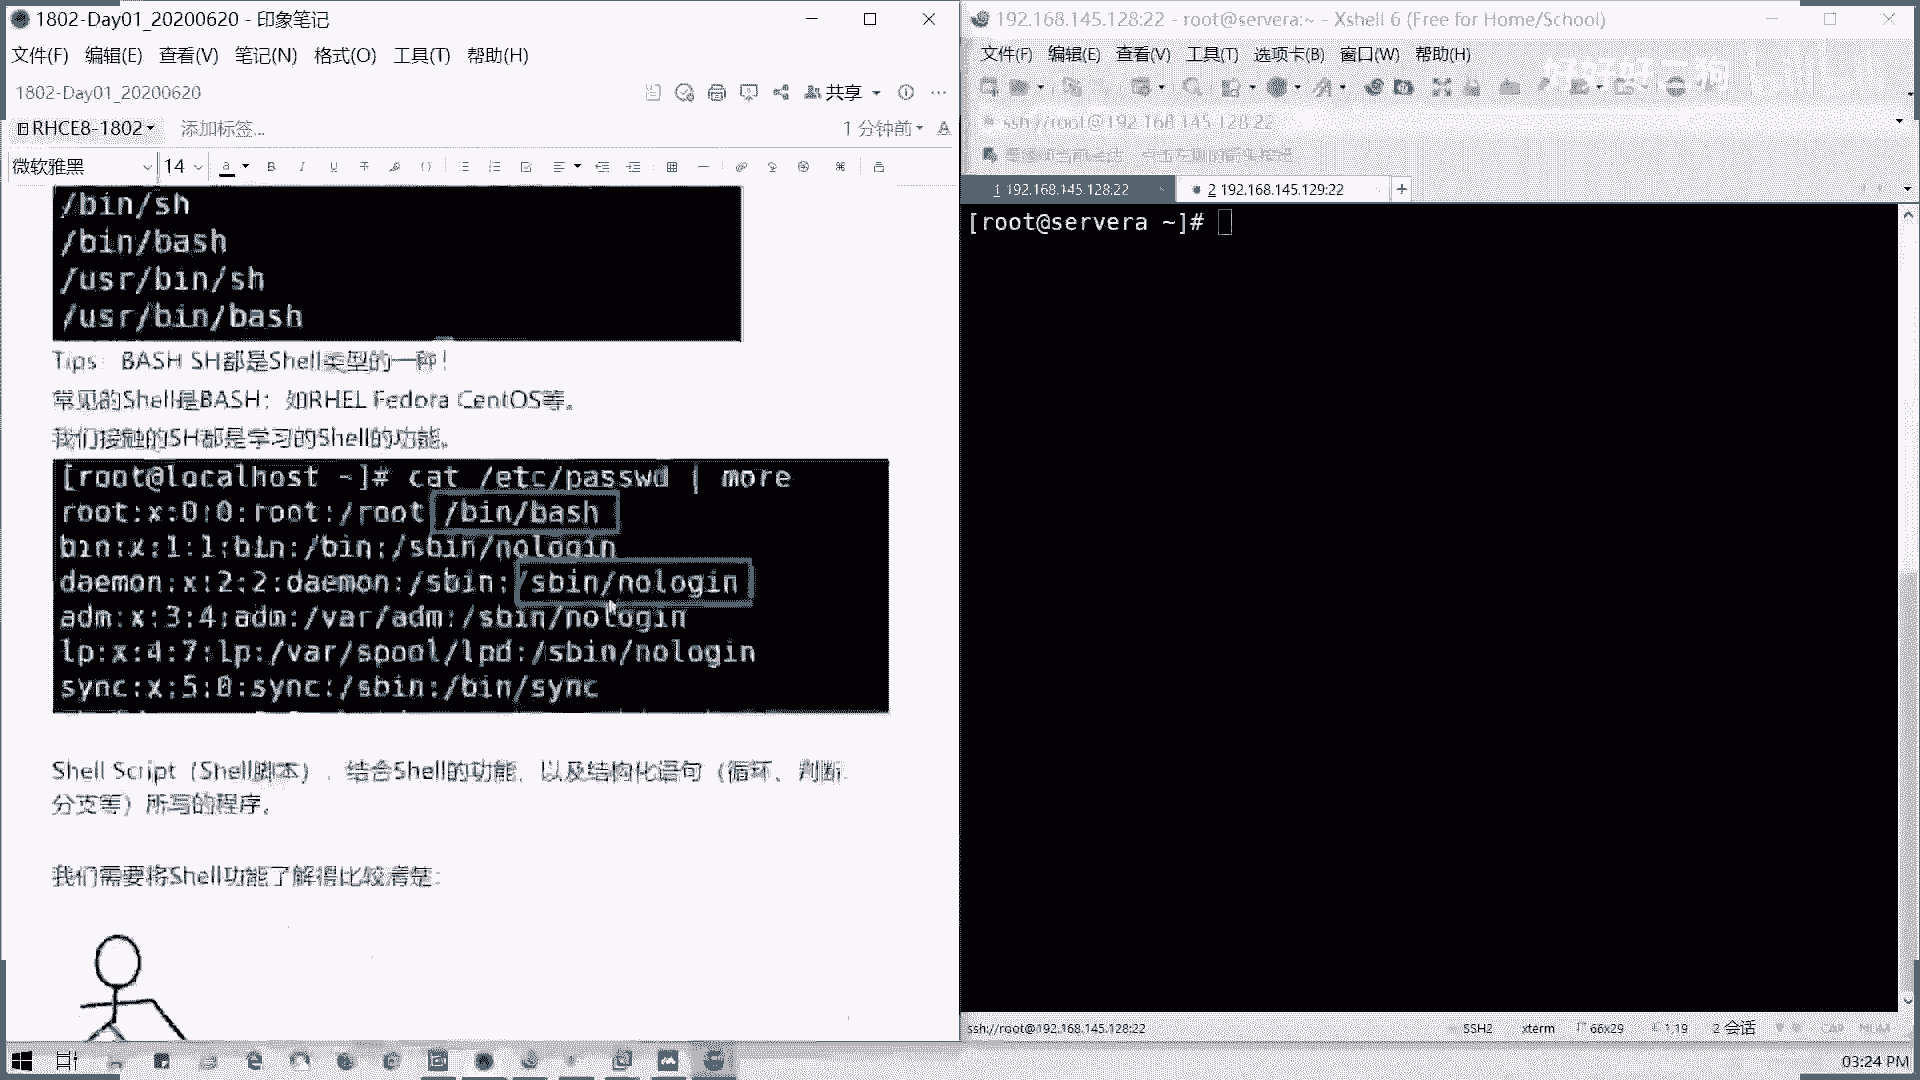 1802-Day01_20200620 - 印象笔记
文件(F) 编辑(E) 查看(V) 笔记(N) 格式(O) 工具(T) 帮助(H)
1802-Day01_20200620
共享
RHCE8-1802 添加标签...
1 分钟前
微软雅黑 14
/bin/sh
/bin/bash
/usr/bin/sh
/usr/bin/bash
Tips: BASH SH都是Shell类型的一种！
常见的Shell是BASH：如RHEL Fedora CentOS等。
我们接触的SH都是学习的Shell的功能。
[root@localhost ~]# cat /etc/passwd | more
root:x:0:0:root:/root:/bin/bash
bin:x:1:1:bin:/bin:/sbin/nologin
daemon:x:2:2:daemon:/sbin:/sbin/nologin
adm:x:3:4:adm:/var/adm:/sbin/nologin
lp:x:4:7:lp:/var/spool/lpd:/sbin/nologin
sync:x:5:0:sync:/sbin:/bin/sync
Shell Script（Shell脚本），结合Shell的功能，以及结构化语句（循环、判断、
分支等）所写的程序。
我们需要将Shell功能了解得比较清楚：
192.168.145.128:22 - root@servera:~ - Xshell 6 (Free for Home/School)
文件(F) 编辑(E) 查看(V) 工具(T) 选项卡(B) 窗口(W) 帮助(H)
ssh://root@192.168.145.128:22
1 192.168.145.128:22
2 192.168.145.129:22
[root@servera ~]#
ssh://root@192.168.145.128:22
SSH2 xterm 66x29 1,19 2 会话 CAP NUM
03:24 PM